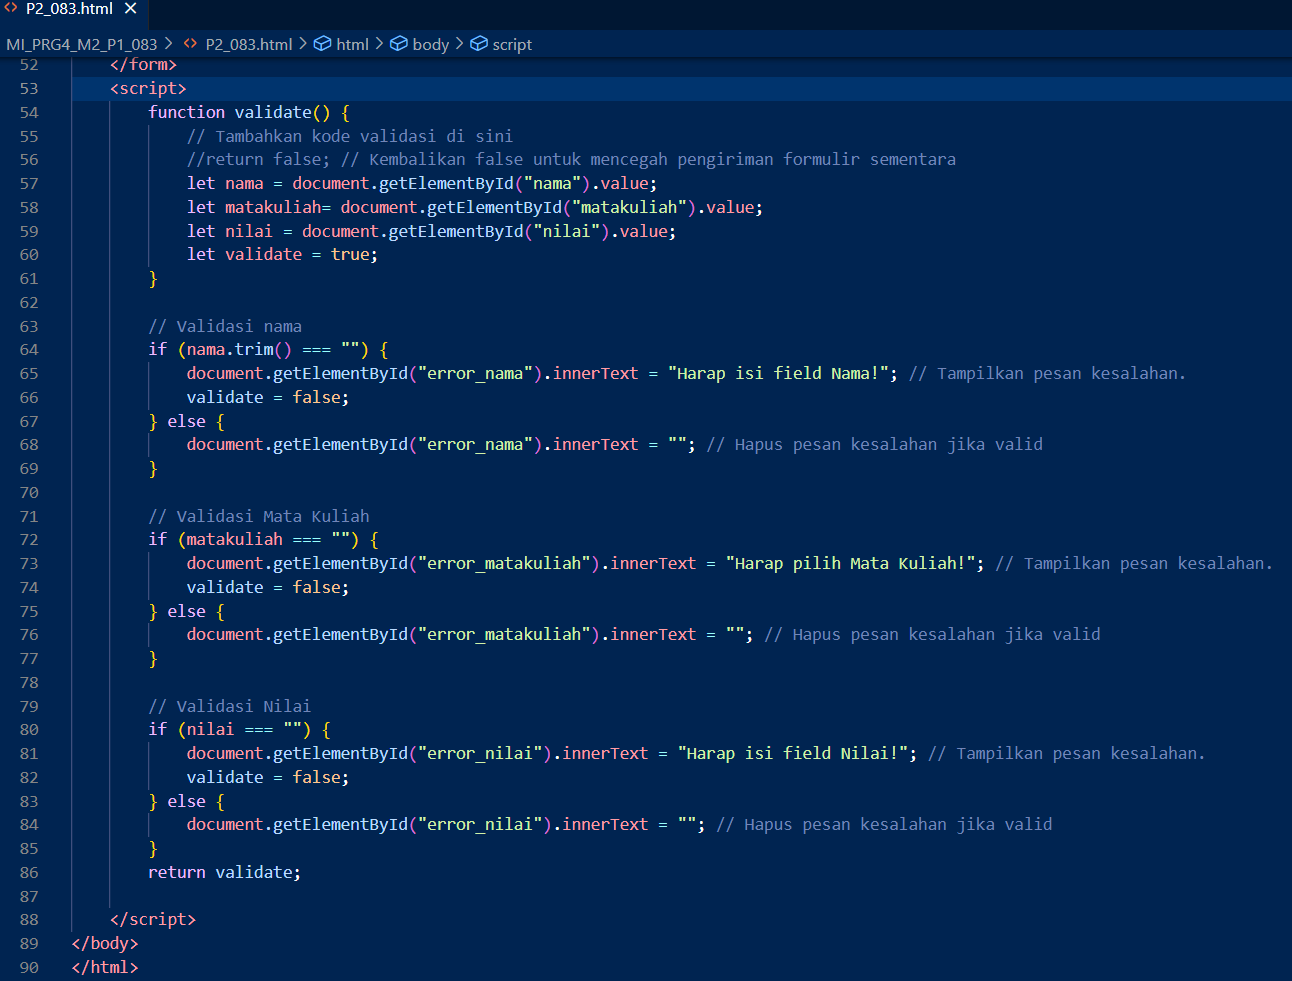 P2_083.html
MI_PRG4_M2_P1_083 > P2_083.html > html > body > script
52 </form>
53 <script>
54 function validate() {
55 // Tambahkan kode validasi di sini
56 //return false; // Kembalikan false untuk mencegah pengiriman formulir sementara
57 let nama = document.getElementById("nama").value;
58 let matakuliah= document.getElementById("matakuliah").value;
59 let nilai = document.getElementById("nilai").value;
60 let validate = true;
61 }
62
63 // Validasi nama
64 if (nama.trim() === "") {
65 document.getElementById("error_nama").innerText = "Harap isi field Nama!"; // Tampilkan pesan kesalahan.
66 validate = false;
67 } else {
68 document.getElementById("error_nama").innerText = ""; // Hapus pesan kesalahan jika valid
69 }
70
71 // Validasi Mata Kuliah
72 if (matakuliah === "") {
73 document.getElementById("error_matakuliah").innerText = "Harap pilih Mata Kuliah!"; // Tampilkan pesan kesalahan.
74 validate = false;
75 } else {
76 document.getElementById("error_matakuliah").innerText = ""; // Hapus pesan kesalahan jika valid
77 }
78
79 // Validasi Nilai
80 if (nilai === "") {
81 document.getElementById("error_nilai").innerText = "Harap isi field Nilai!"; // Tampilkan pesan kesalahan.
82 validate = false;
83 } else {
84 document.getElementById("error_nilai").innerText = ""; // Hapus pesan kesalahan jika valid
85 }
86 return validate;
87
88 </script>
89 </body>
90 </html>